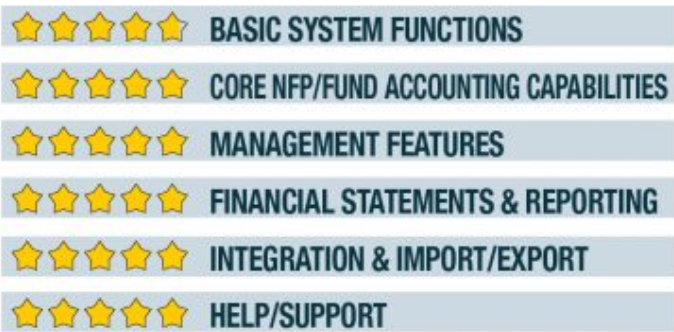 BASIC SYSTEM FUNCTIONS
CORE NFP/FUND ACCOUNTING CAPABILITIES
MANAGEMENT FEATURES
FINANCIAL STATEMENTS & REPORTING
INTEGRATION & IMPORT/EXPORT
HELP/SUPPORT